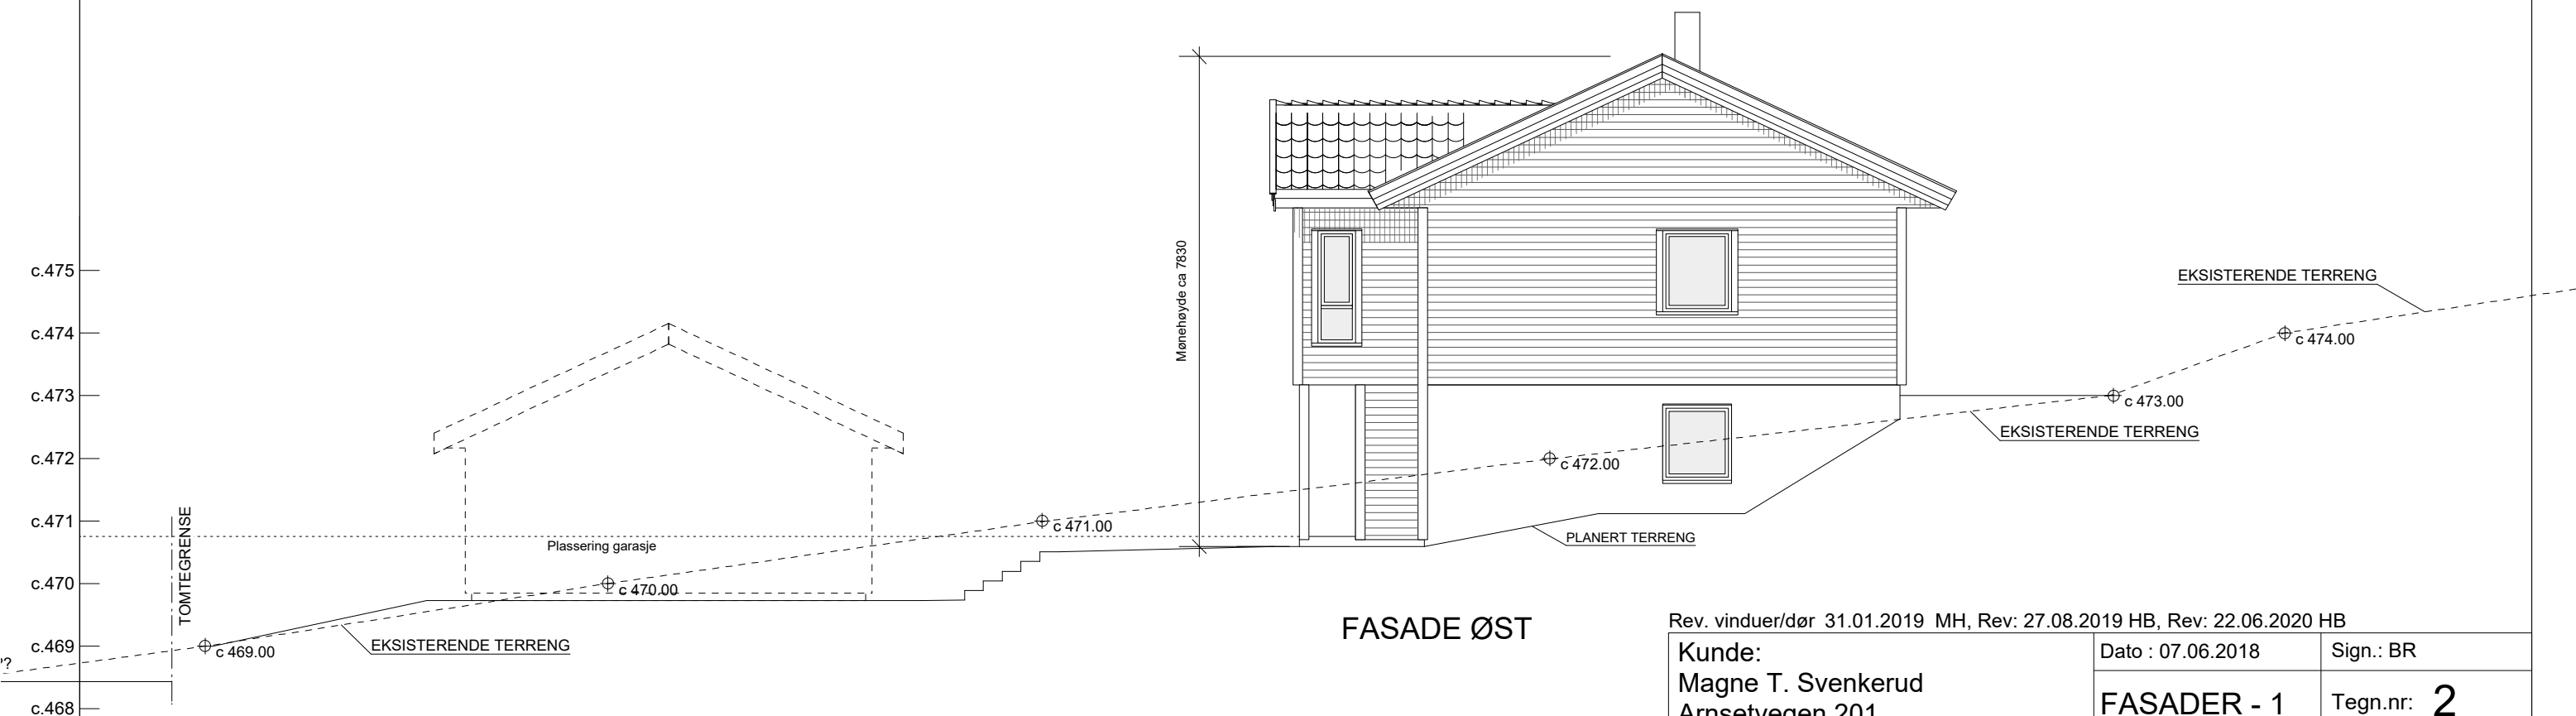 Mønehøyde ca 7830
c.475
c.474
c.473
c.472
c.471
c.470
c.469
c.468
TOMTEGRENSE
Plassering garasje
c 469.00
c 470.00
c 471.00
c 472.00
c 473.00
c 474.00
EKSISTERENDE TERRENG
EKSISTERENDE TERRENG
EKSISTERENDE TERRENG
PLANERT TERRENG
??
FASADE ØST
Rev. vinduer/dør 31.01.2019 MH, Rev: 27.08.2019 HB, Rev: 22.06.2020 HB
Kunde:
Magne T. Svenkerud
Arnsetvegen 201
Dato : 07.06.2018
Sign.: BR
FASADER - 1
Tegn.nr: 2